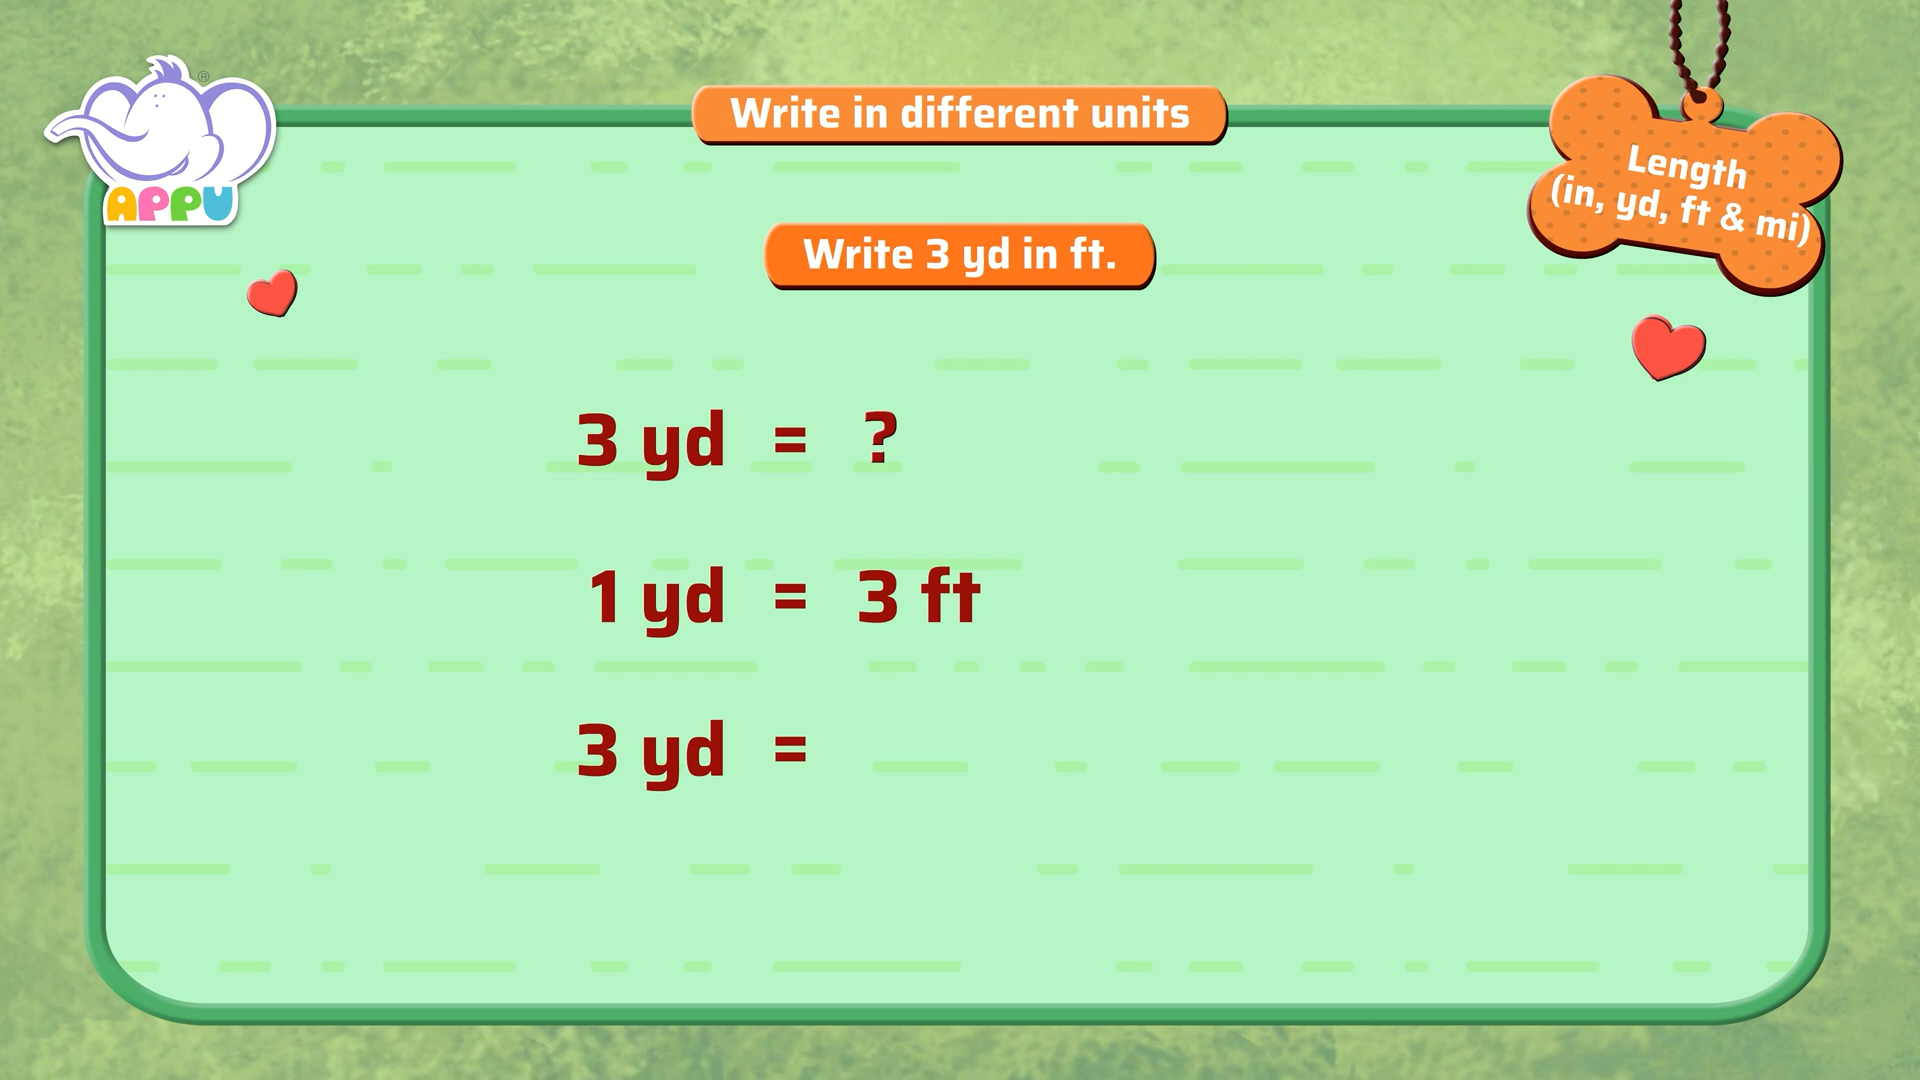 APPU
®
Write in different units
Length
(in, yd, ft & mi)
Write 3 yd in ft.
3 yd = ?
1 yd = 3 ft
3 yd =